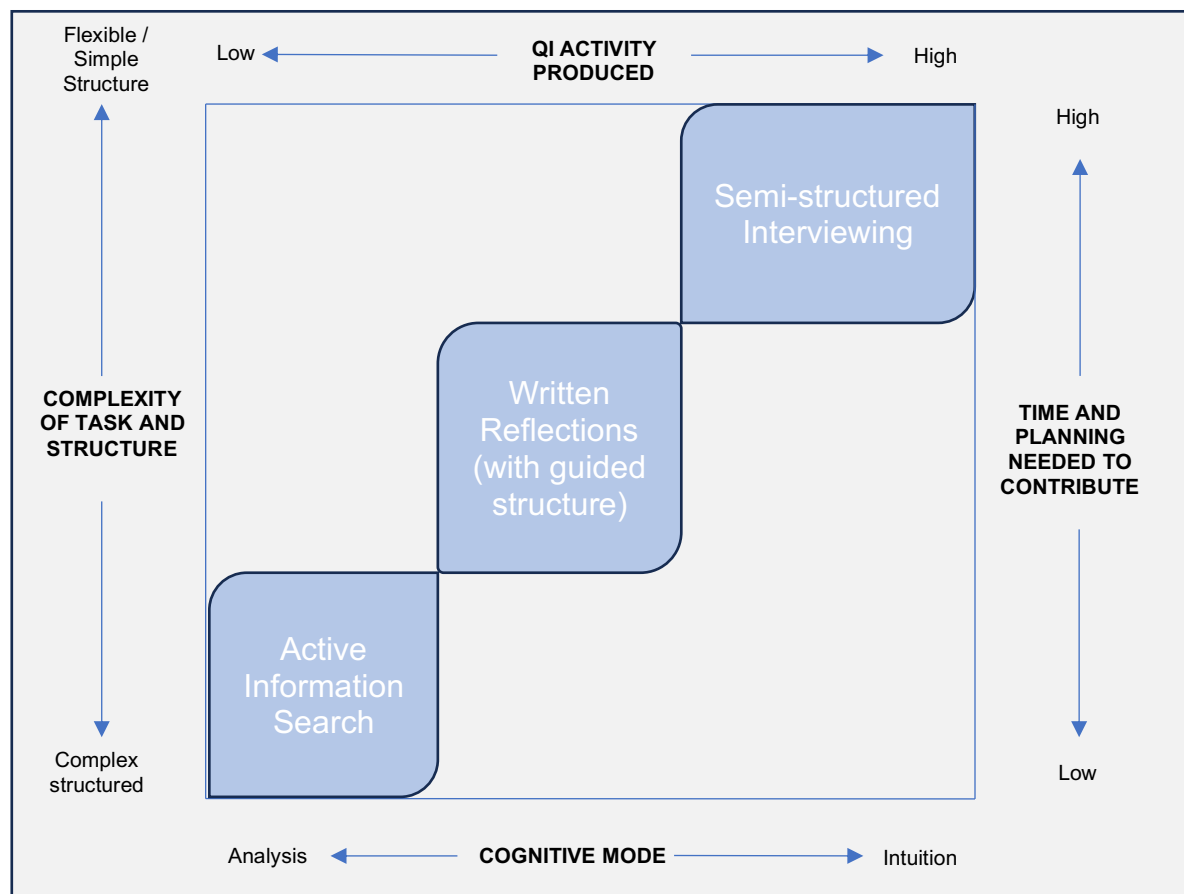 Flexible /
Simple
Structure
Low
QI ACTIVITY
PRODUCED
High
High
Semi-structured
Interviewing
COMPLEXITY
OF TASK AND
STRUCTURE
Written
Reflections
(with guided
structure)
TIME AND
PLANNING
NEEDED TO
CONTRIBUTE
Active
Information
Search
Complex
structured
Low
Analysis
COGNITIVE MODE
Intuition